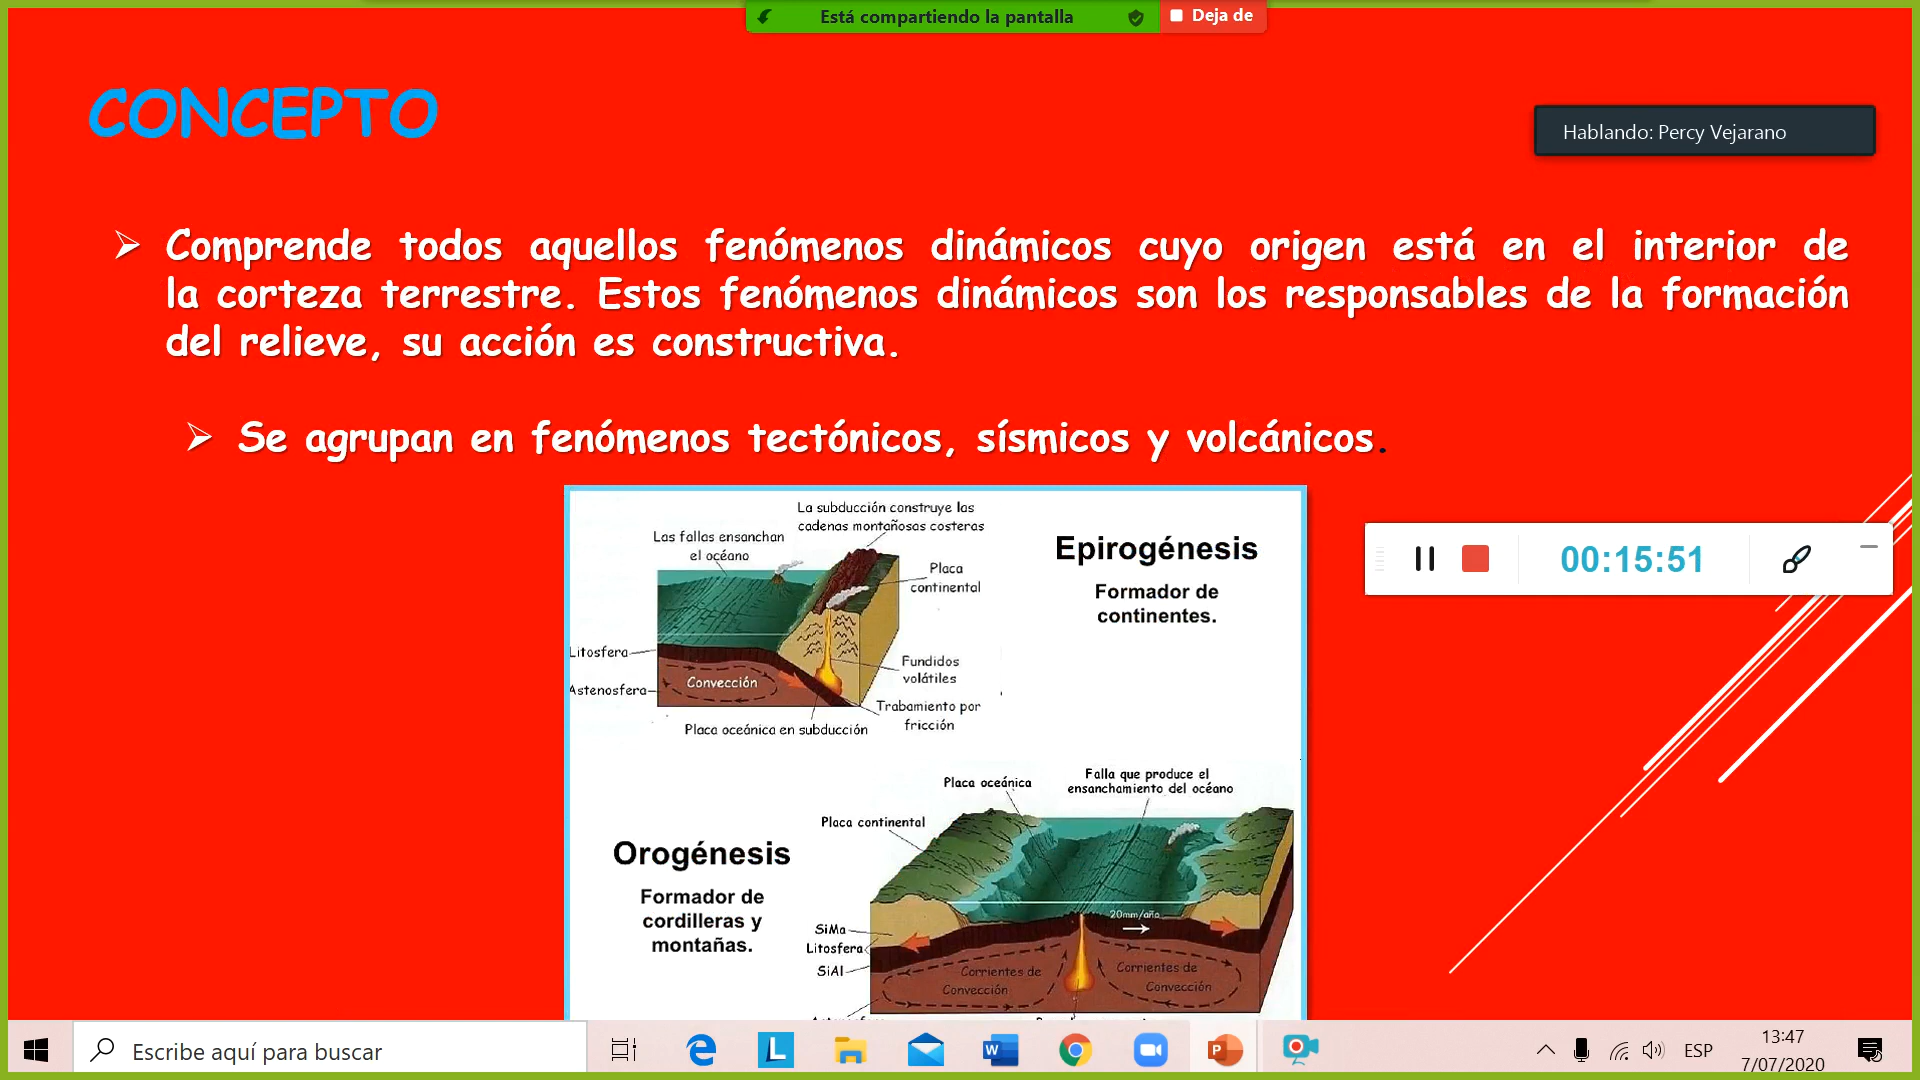 Está compartiendo la pantalla
Deja de
CONCEPTO
Hablando: Percy Vejarano
Comprende todos aquellos fenómenos dinámicos cuyo origen está en el interior de
la corteza terrestre. Estos fenómenos dinámicos son los responsables de la formación
del relieve, su acción es constructiva.
Se agrupan en fenómenos tectónicos, sísmicos y volcánicos.
La subducción construye las
cadenas montañosas costeras
Las fallas ensanchan
el océano
Placa
continental
Litosfera
Fundidos
volátiles
Convección
Astenosfera
Trabamiento por
fricción
Placa oceánica en subducción
Epirogénesis
Formador de
continentes.
00:15:51
Placa oceánica
Falla que produce el
ensanchamiento del océano
Placa continental
Orogénesis
Formador de
cordilleras y
montañas.
20mm/año
SiMa
Litosfera
SiAl
Corrientes de
Convección
Corrientes de
Convección
Escribe aquí para buscar
ESP
13:47
7/07/2020